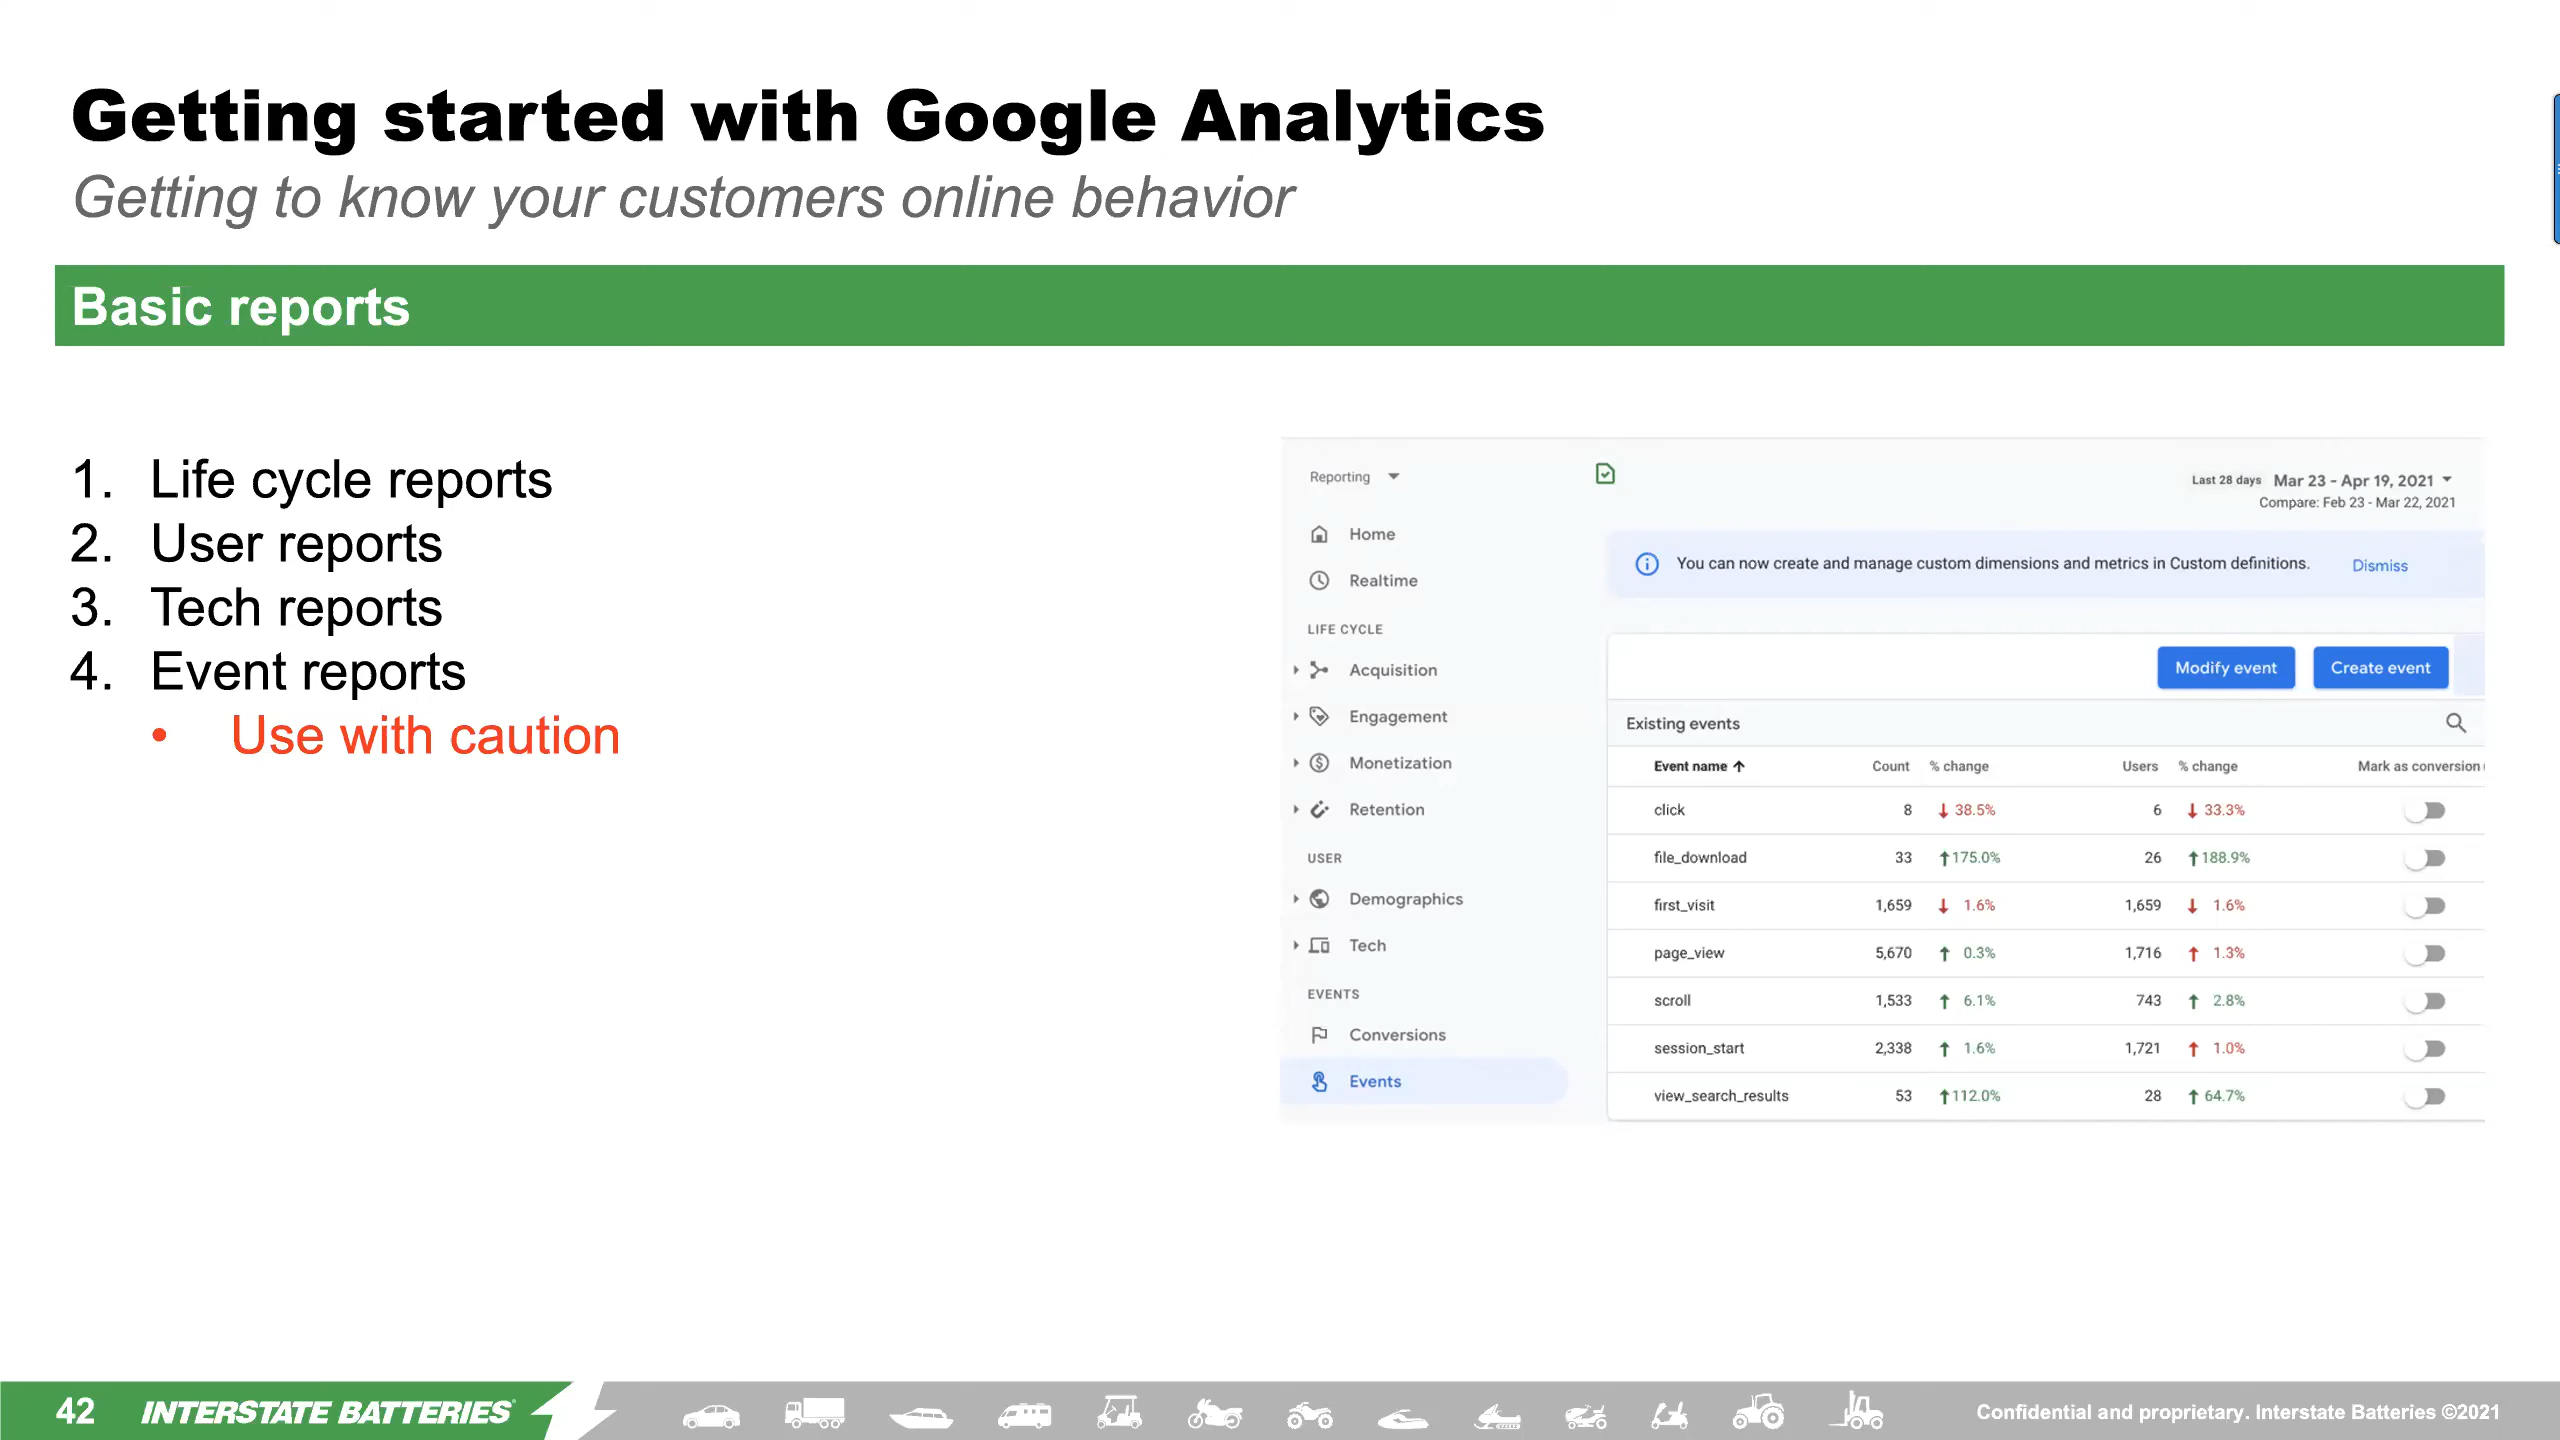 Getting started with Google Analytics
Getting to know your customers online behavior
Basic reports
1. Life cycle reports
2. User reports
3. Tech reports
4. Event reports
• Use with caution
Reporting
Last 28 days Mar 23 - Apr 19, 2021
Compare: Feb 23 - Mar 22, 2021
Home
Realtime
LIFE CYCLE
Acquisition
Engagement
Monetization
Retention
USER
Demographics
Tech
EVENTS
Conversions
Events
You can now create and manage custom dimensions and metrics in Custom definitions. Dismiss
Modify event Create event
Existing events
Event name ↑ Count % change Users % change Mark as conversion
click 8 ↓ 38.5% 6 ↓ 33.3%
file_download 33 ↑175.0% 26 ↑188.9%
first_visit 1,659 ↓ 1.6% 1,659 ↓ 1.6%
page_view 5,670 ↑ 0.3% 1,716 ↑ 1.3%
scroll 1,533 ↑ 6.1% 743 ↑ 2.8%
session_start 2,338 ↑ 1.6% 1,721 ↑ 1.0%
view_search_results 53 ↑112.0% 28 ↑ 64.7%
42 INTERSTATE BATTERIES
Confidential and proprietary. Interstate Batteries ©2021